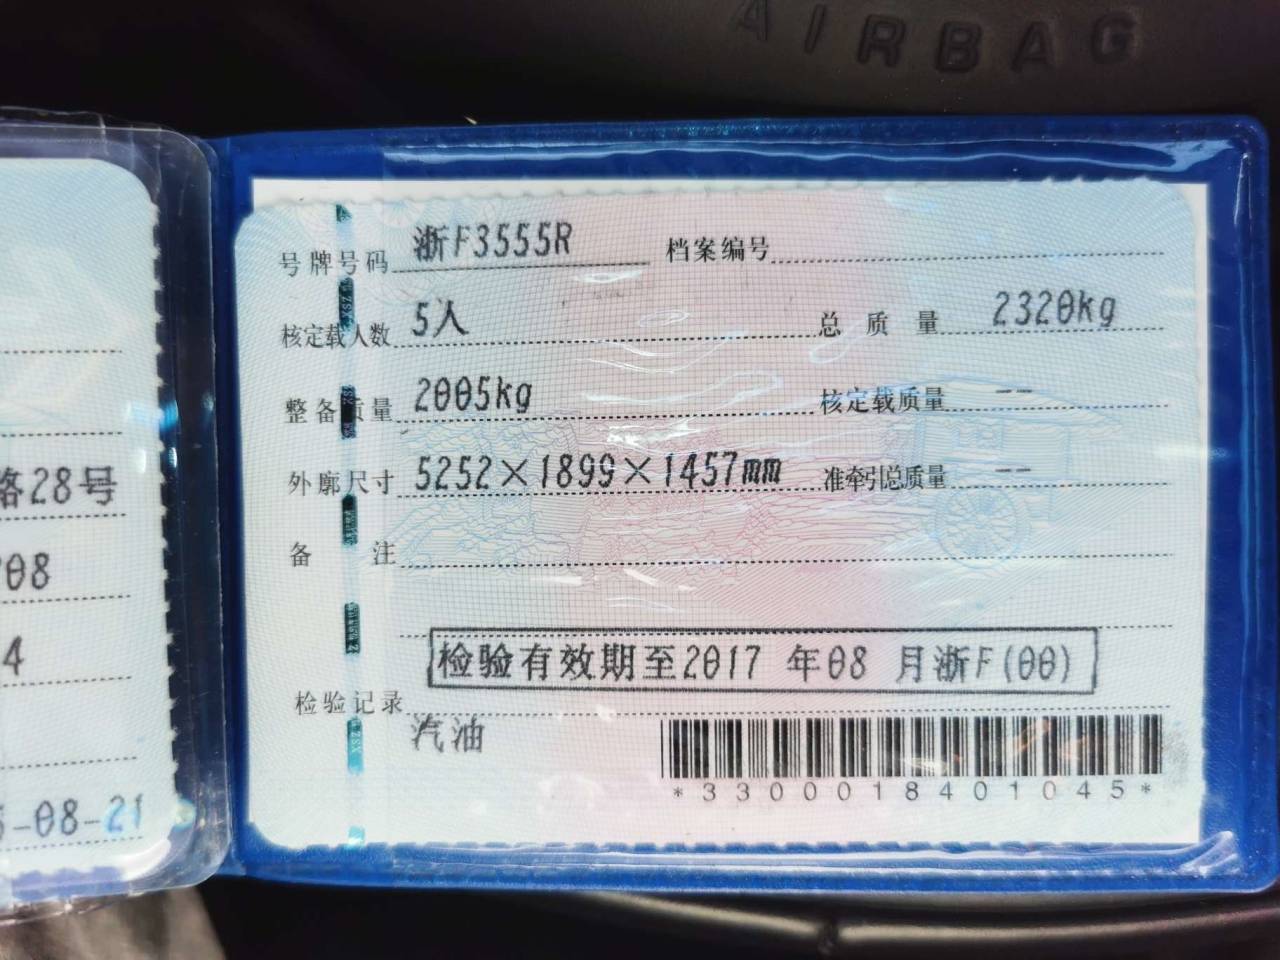 AIRBAG
号牌号码 浙F3555R 档案编号
核定载人数 5人 总质量 2320kg
整备质量 2005kg 核定载质量 --
外廓尺寸 5252×1899×1457mm 准牵引总质量 --
备注
检验有效期至2017 年08 月浙F(00)
检验记录
汽油
*3300018401045*
路28号
08
4
-08-21